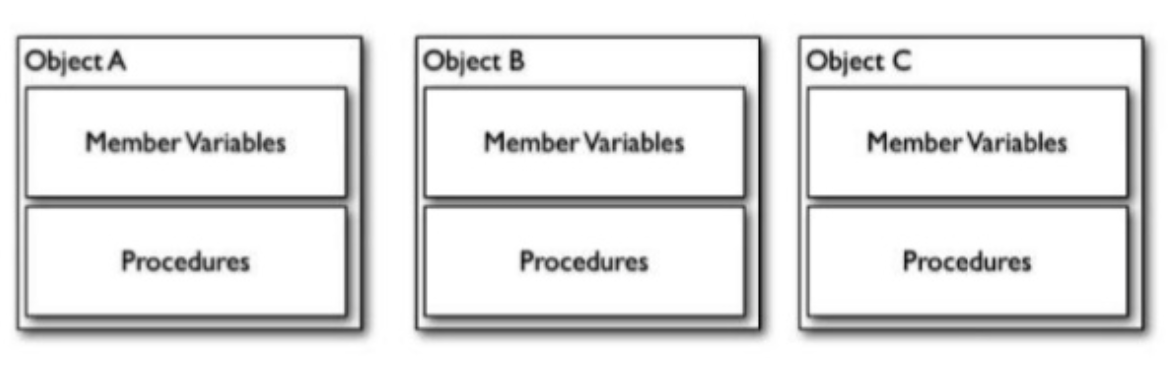 Object A
Member Variables
Procedures
Object B
Member Variables
Procedures
Object C
Member Variables
Procedures